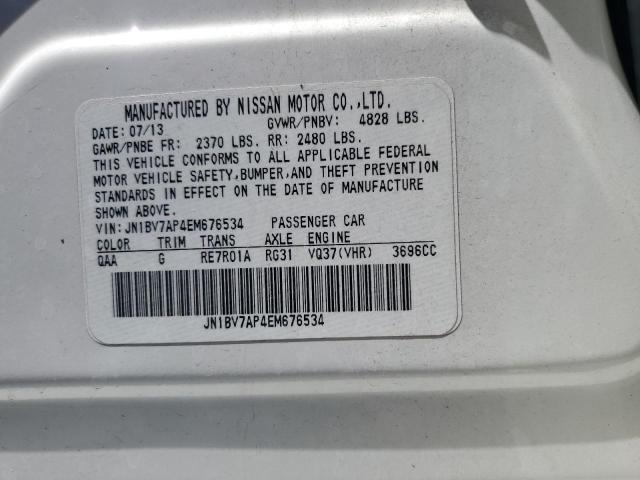 MANUFACTURED BY NISSAN MOTOR CO.,LTD.
DATE: 07/13 GVWR/PNBV: 4828 LBS.
GAWR/PNBE FR: 2370 LBS. RR: 2480 LBS.
THIS VEHICLE CONFORMS TO ALL APPLICABLE FEDERAL
MOTOR VEHICLE SAFETY, BUMPER, AND THEFT PREVENTION
STANDARDS IN EFFECT ON THE DATE OF MANUFACTURE
SHOWN ABOVE.
VIN: JN1BV7AP4EM676534 PASSENGER CAR
COLOR TRIM TRANS AXLE ENGINE
QAA G RE7R01A RG31 VQ37(VHR) 3696CC
JN1BV7AP4EM676534